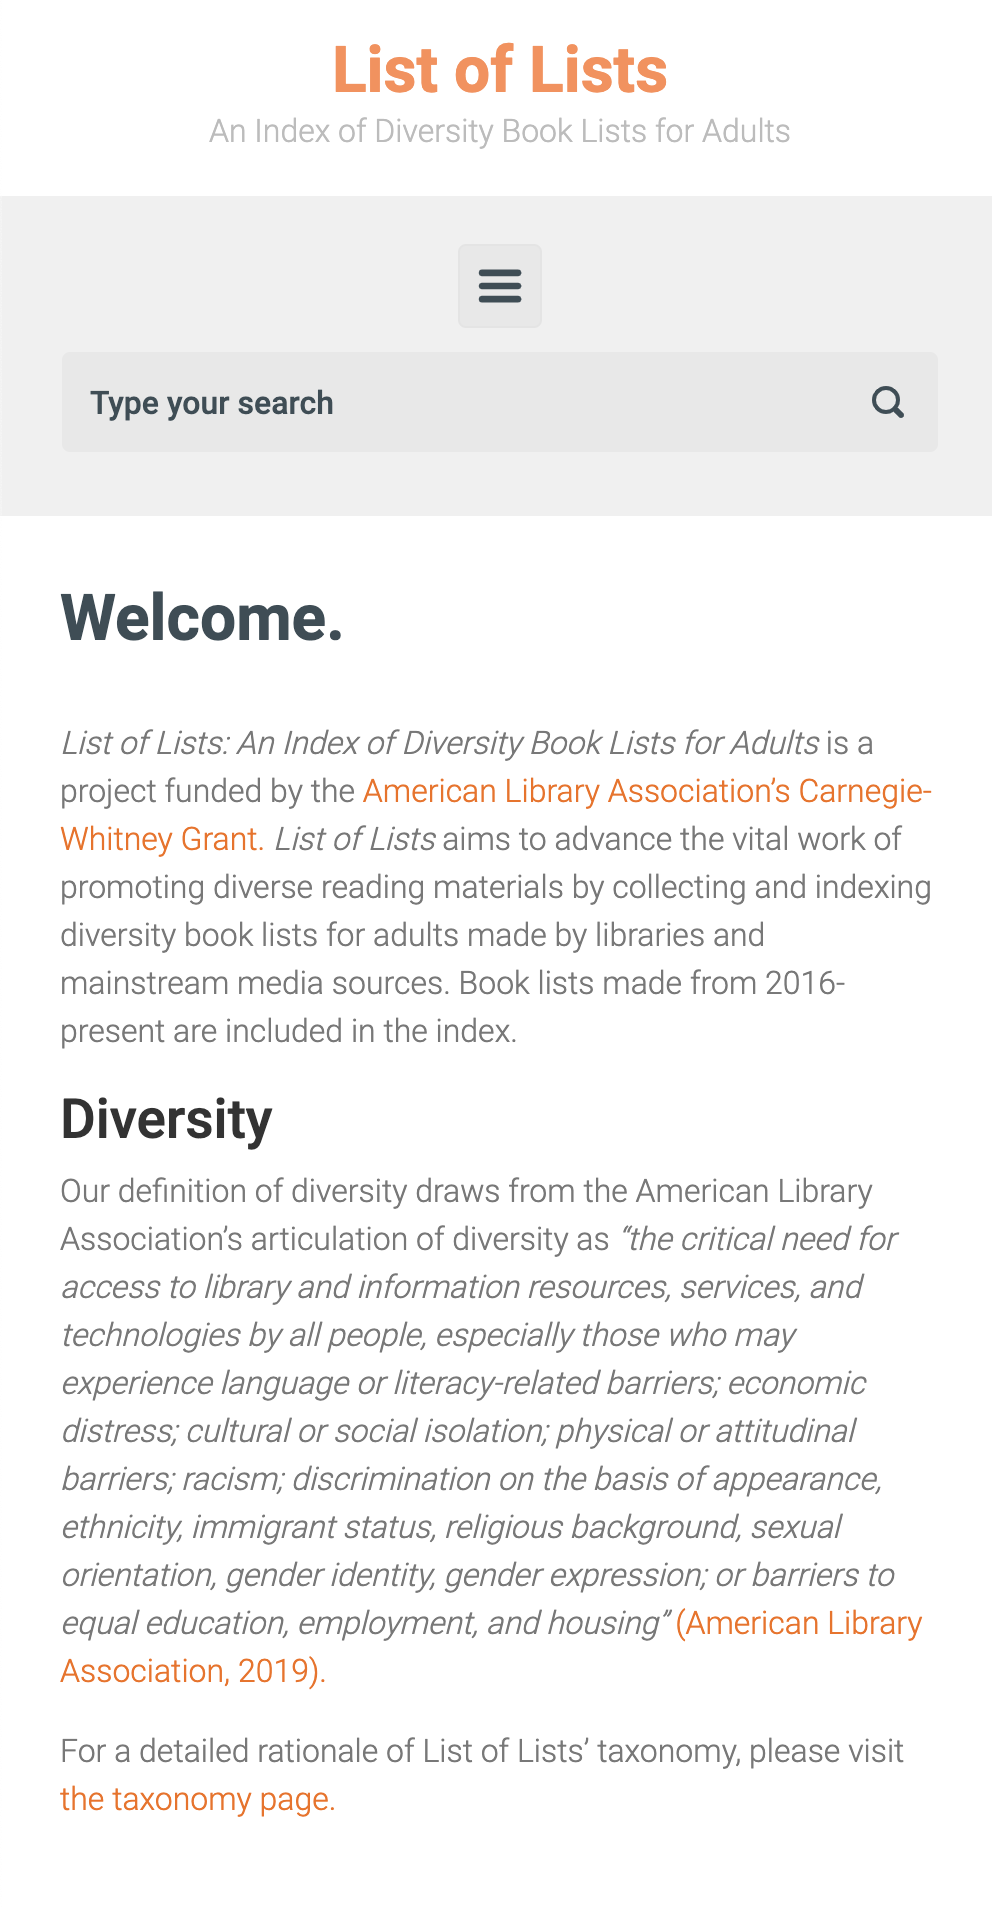 List of Lists
An Index of Diversity Book Lists for Adults
Type your search
Welcome.
List of Lists: An Index of Diversity Book Lists for Adults is a
project funded by the American Library Association’s Carnegie-
Whitney Grant. List of Lists aims to advance the vital work of
promoting diverse reading materials by collecting and indexing
diversity book lists for adults made by libraries and
mainstream media sources. Book lists made from 2016-
present are included in the index.
Diversity
Our definition of diversity draws from the American Library
Association’s articulation of diversity as “the critical need for
access to library and information resources, services, and
technologies by all people, especially those who may
experience language or literacy-related barriers; economic
distress; cultural or social isolation; physical or attitudinal
barriers; racism; discrimination on the basis of appearance,
ethnicity, immigrant status, religious background, sexual
orientation, gender identity, gender expression; or barriers to
equal education, employment, and housing” (American Library
Association, 2019).
For a detailed rationale of List of Lists’ taxonomy, please visit
the taxonomy page.